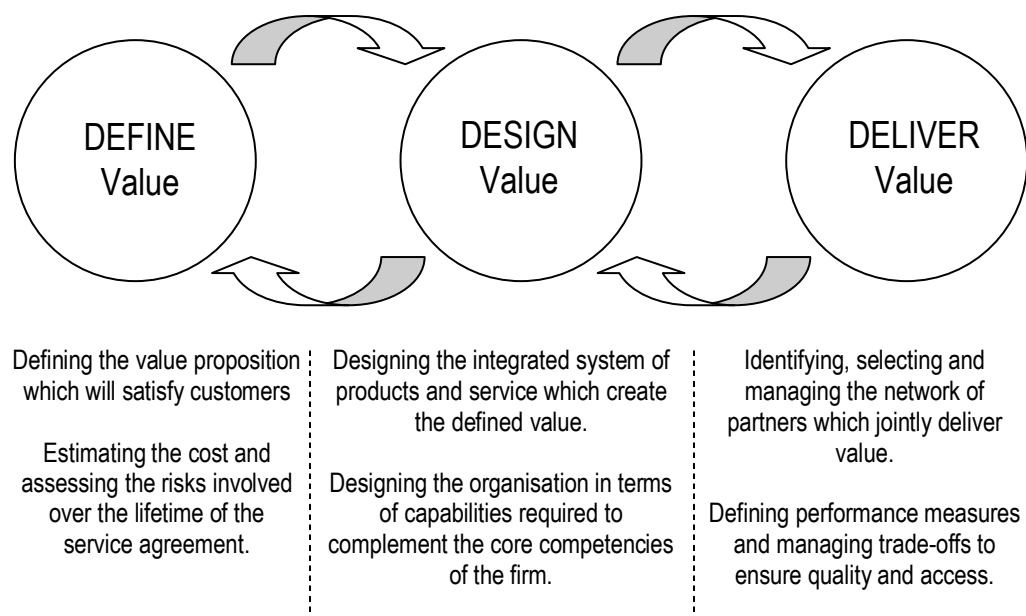 DEFINE
Value
DESIGN
Value
DELIVER
Value
Defining the value proposition
which will satisfy customers
Estimating the cost and
assessing the risks involved
over the lifetime of the
service agreement.
Designing the integrated system of
products and service which create
the defined value.
Designing the organisation in terms
of capabilities required to
complement the core competencies
of the firm.
Identifying, selecting and
managing the network of
partners which jointly deliver
value.
Defining performance measures
and managing trade-offs to
ensure quality and access.